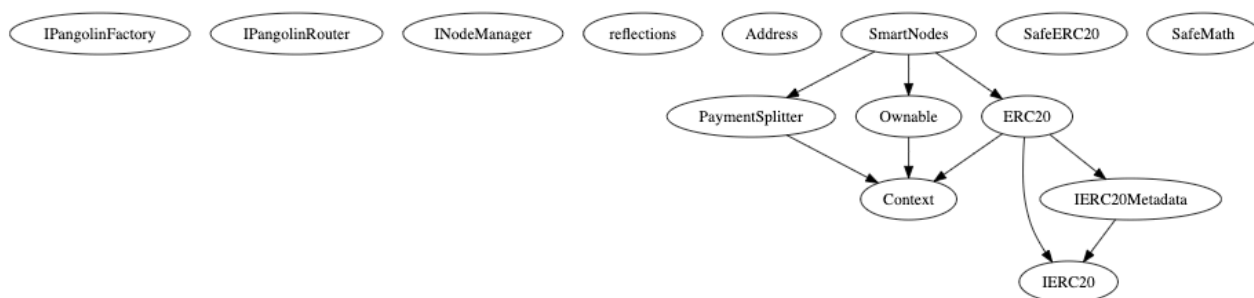 IPangolinFactory
IPangolinRouter
INodeManager
reflections
Address
SmartNodes
SafeERC20
SafeMath
PaymentSplitter
Ownable
ERC20
Context
IERC20Metadata
IERC20